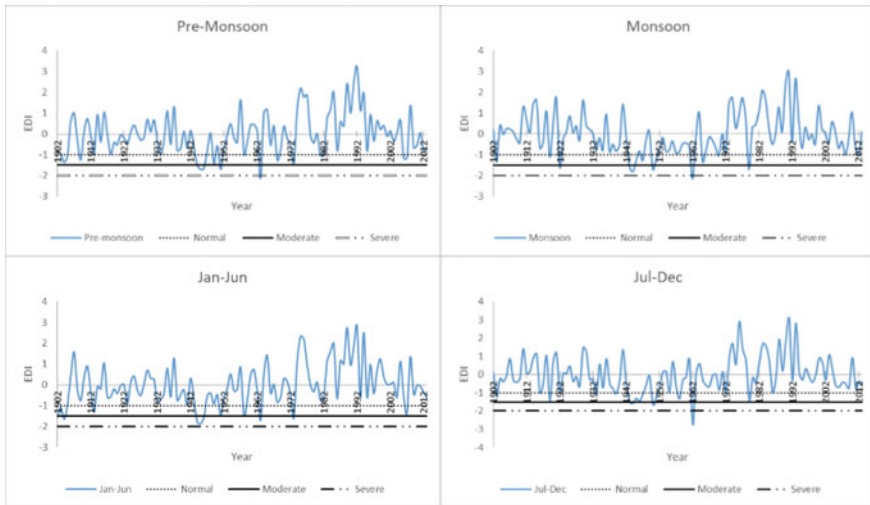 Pre-Monsoon
4
3
2
1
0
-1
-2
-3
EDI
1902 1912 1922 1932 1942 1952 1962 1972 1982 1992 2002 2012
Year
Pre-monsoon Normal Moderate Severe
Monsoon
4
3
2
1
0
-1
-2
-3
EDI
1902 1912 1922 1932 1942 1952 1962 1972 1982 1992 2002 2012
Year
Monsoon Normal Moderate Severe
Jan-Jun
4
3
2
1
0
-1
-2
-3
EDI
1902 1912 1922 1932 1942 1952 1962 1972 1982 1992 2002 2012
Year
Jan-Jun Normal Moderate Severe
Jul-Dec
4
3
2
1
0
-1
-2
-3
-4
EDI
1902 1912 1922 1932 1942 1952 1962 1972 1982 1992 2002 2012
Year
Jul-Dec Normal Moderate Severe